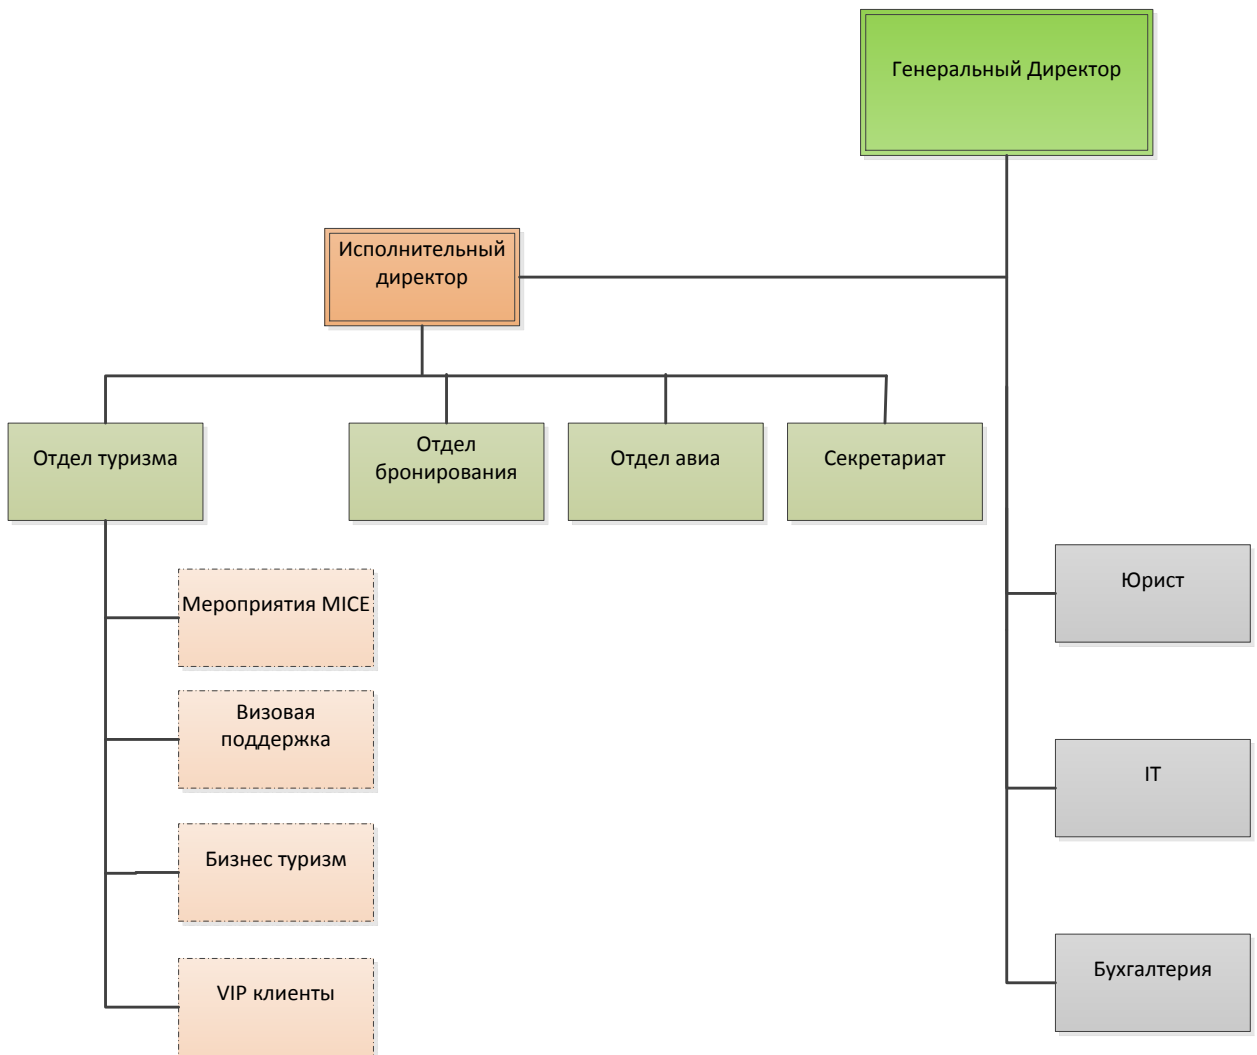 Генеральный Директор
Исполнительный
директор
Отдел туризма
Отдел
бронирования
Отдел авиа
Секретариат
Мероприятия MICE
Визовая
поддержка
Бизнес туризм
VIP клиенты
Юрист
IT
Бухгалтерия